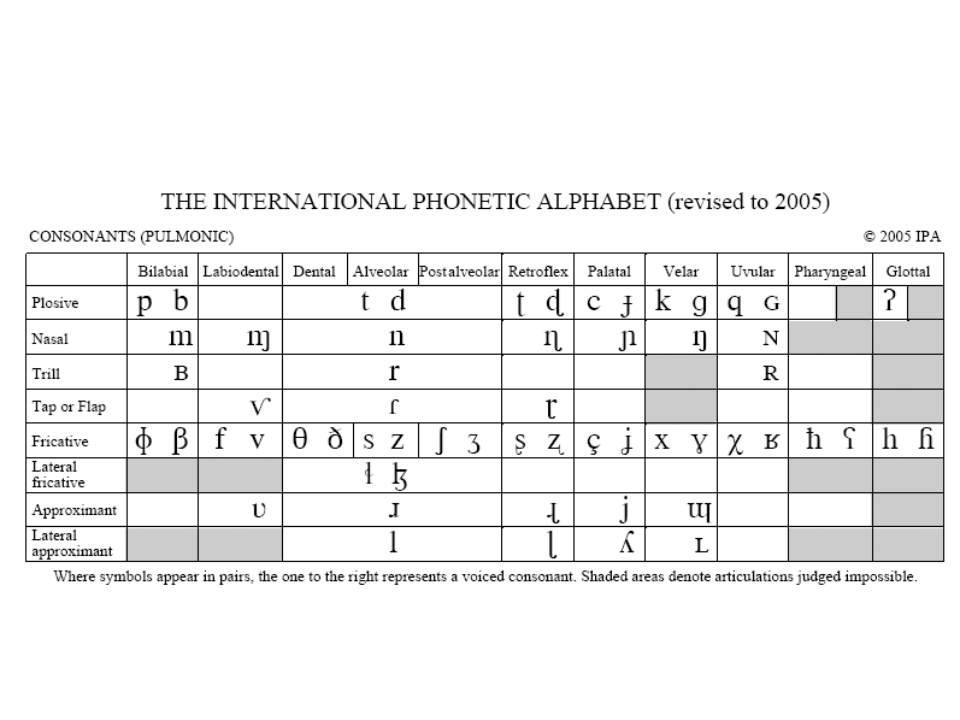 THE INTERNATIONAL PHONETIC ALPHABET (revised to 2005)
CONSONANTS (PULMONIC) © 2005 IPA
Bilabial Labiodental Dental Alveolar Postalveolar Retroflex Palatal Velar Uvular Pharyngeal Glottal
Plosive p b t d ʈ ɖ c ɟ k ɡ q ɢ ʔ
Nasal m ɱ n ɳ ɲ ŋ ɴ
Trill ʙ r ʀ
Tap or Flap ⱱ ɾ ɽ
Fricative ɸ β f v θ ð s z ʃ ʒ ʂ ʐ ç ʝ x ɣ χ ʁ ħ ʕ h ɦ
Lateral
fricative ɬ ɮ
Approximant ʋ ɹ ɻ j ɰ
Lateral
approximant l ɭ ʎ ʟ
Where symbols appear in pairs, the one to the right represents a voiced consonant. Shaded areas denote articulations judged impossible.